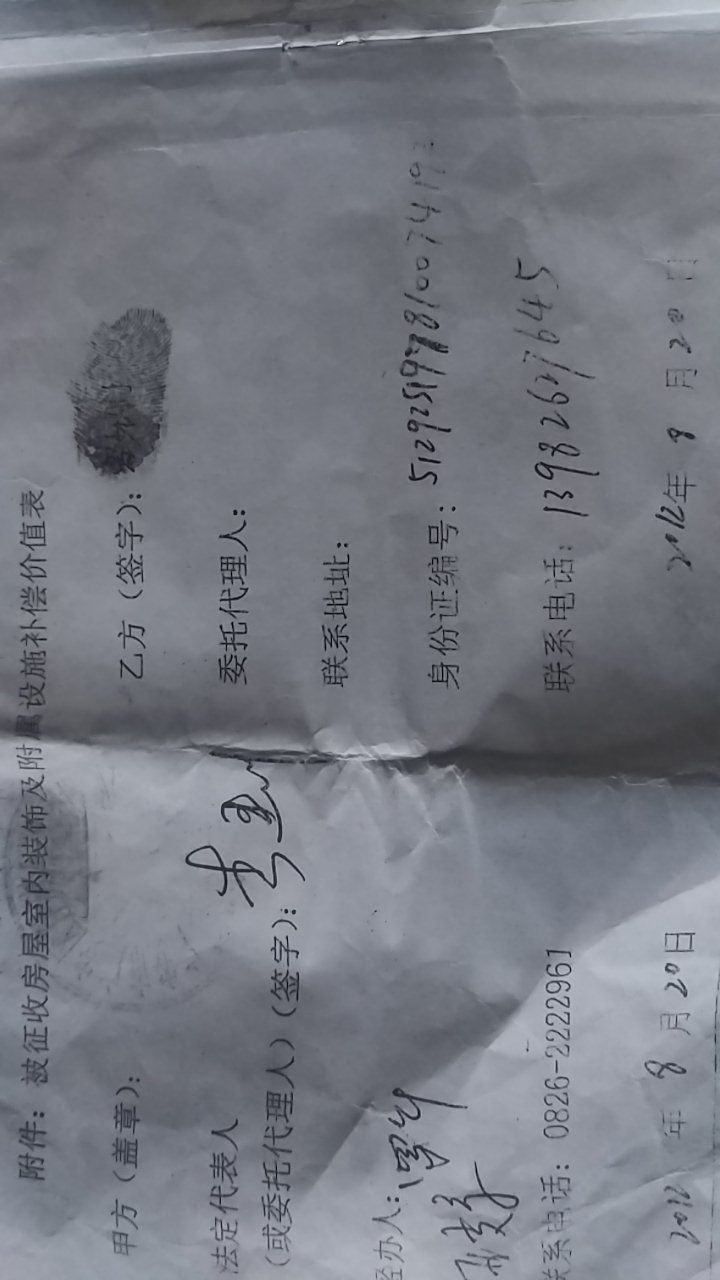 附件：被征收房屋室内装饰及附属设施补偿价值表
甲方（盖章）：
乙方（签字）：
法定代表人
（或委托代理人）（签字）：
委托代理人：
联系地址：
经办人：
身份证编号：
联系电话：0826-2222961
联系电话：13982627645
2012年8月20日
2012年8月20日